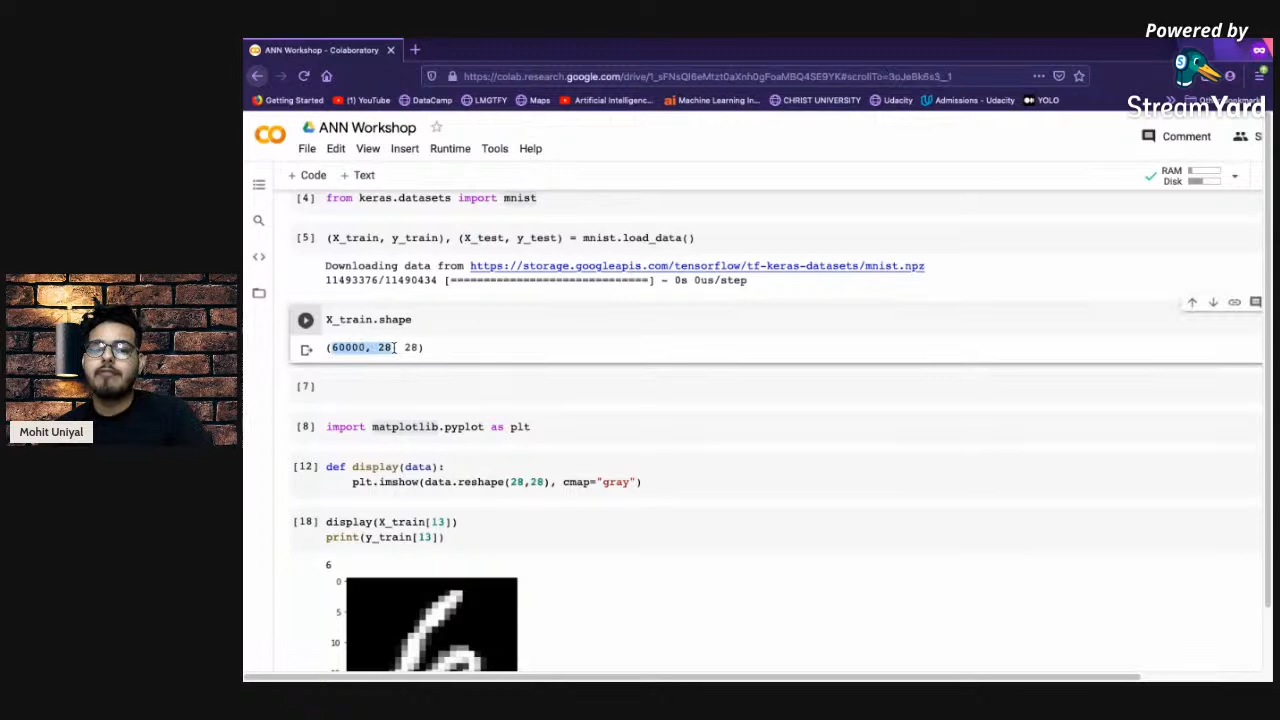 Powered by
StreamYard
ANN Workshop - Colaboratory
https://colab.research.google.com/drive/1_sFNsQI6eMtzt0aXnh0gFoaMBQ4SE9YK#scrollTo=3oJeBk6s3_1
Getting Started YouTube DataCamp LMGTFY Maps Artificial Intelligenc... Machine Learning In... CHRIST UNIVERSITY Udacity Admissions - Udacity YOLO
ANN Workshop
Comment
File Edit View Insert Runtime Tools Help
+ Code + Text
RAM
Disk
[4] from keras.datasets import mnist
[5] (X_train, y_train), (X_test, y_test) = mnist.load_data()
Downloading data from https://storage.googleapis.com/tensorflow/tf-keras-datasets/mnist.npz
11493376/11490434 [==============================] - 0s 0us/step
X_train.shape
(60000, 28, 28)
[7]
[8] import matplotlib.pyplot as plt
[12] def display(data):
plt.imshow(data.reshape(28,28), cmap="gray")
[18] display(X_train[13])
print(y_train[13])
6
0
5
10
Mohit Uniyal